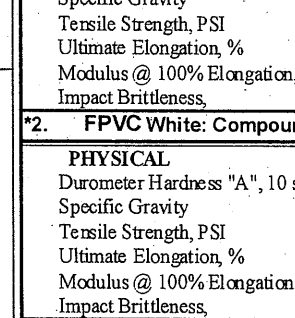 Specific Gravity
Tensile Strength, PSI
Ultimate Elongation, %
Modulus @ 100% Elongation,
Impact Brittleness,
*2. FPVC White: Compou
PHYSICAL
Durometer Hardness "A", 10 s
Specific Gravity
Tensile Strength, PSI
Ultimate Elongation, %
Modulus @ 100% Elongation
Impact Brittleness,